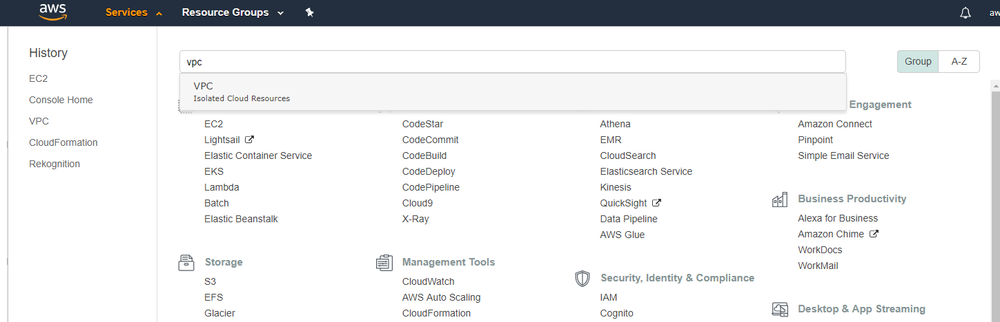 aws
Services
Resource Groups
aw
History
EC2
Console Home
VPC
CloudFormation
Rekognition
vpc
Group
A-Z
VPC
Isolated Cloud Resources
EC2
Lightsail
Elastic Container Service
EKS
Lambda
Batch
Elastic Beanstalk
Storage
S3
EFS
Glacier
CodeStar
CodeCommit
CodeBuild
CodeDeploy
CodePipeline
Cloud9
X-Ray
Management Tools
CloudWatch
AWS Auto Scaling
CloudFormation
Athena
EMR
CloudSearch
Elasticsearch Service
Kinesis
QuickSight
Data Pipeline
AWS Glue
Security, Identity & Compliance
IAM
Cognito
Engagement
Amazon Connect
Pinpoint
Simple Email Service
Business Productivity
Alexa for Business
Amazon Chime
WorkDocs
WorkMail
Desktop & App Streaming